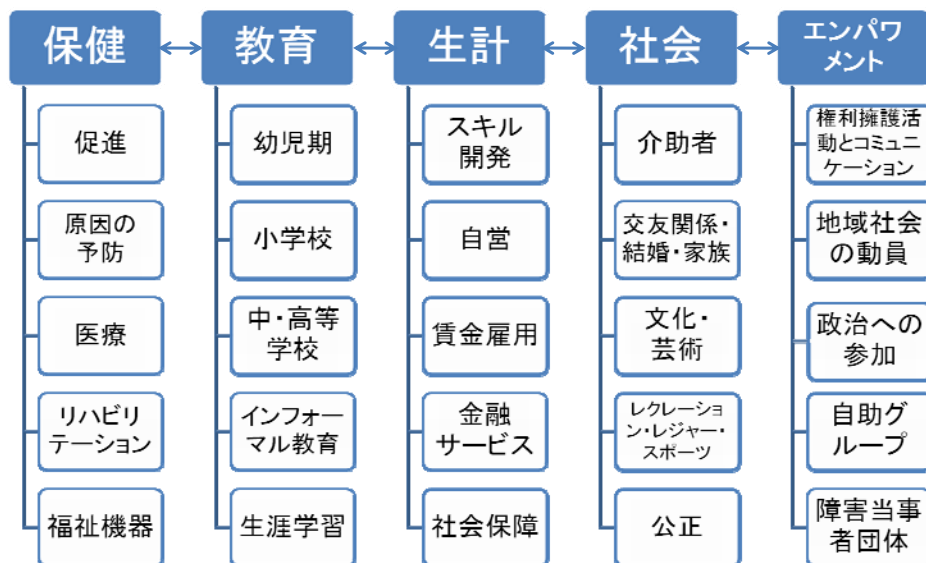 保健
教育
生計
社会
エンパワ
メント
促進
原因の
予防
医療
リハビリ
テーション
福祉機器
幼児期
小学校
中・高等
学校
インフォー
マル教育
生涯学習
スキル
開発
自営
賃金雇用
金融
サービス
社会保障
介助者
交友関係・
結婚・家族
文化・
芸術
レクレーショ
ン・レジャー・
スポーツ
公正
権利擁護活
動とコミュニ
ケーション
地域社会
の動員
政治への
参加
自助グ
ループ
障害当事
者団体